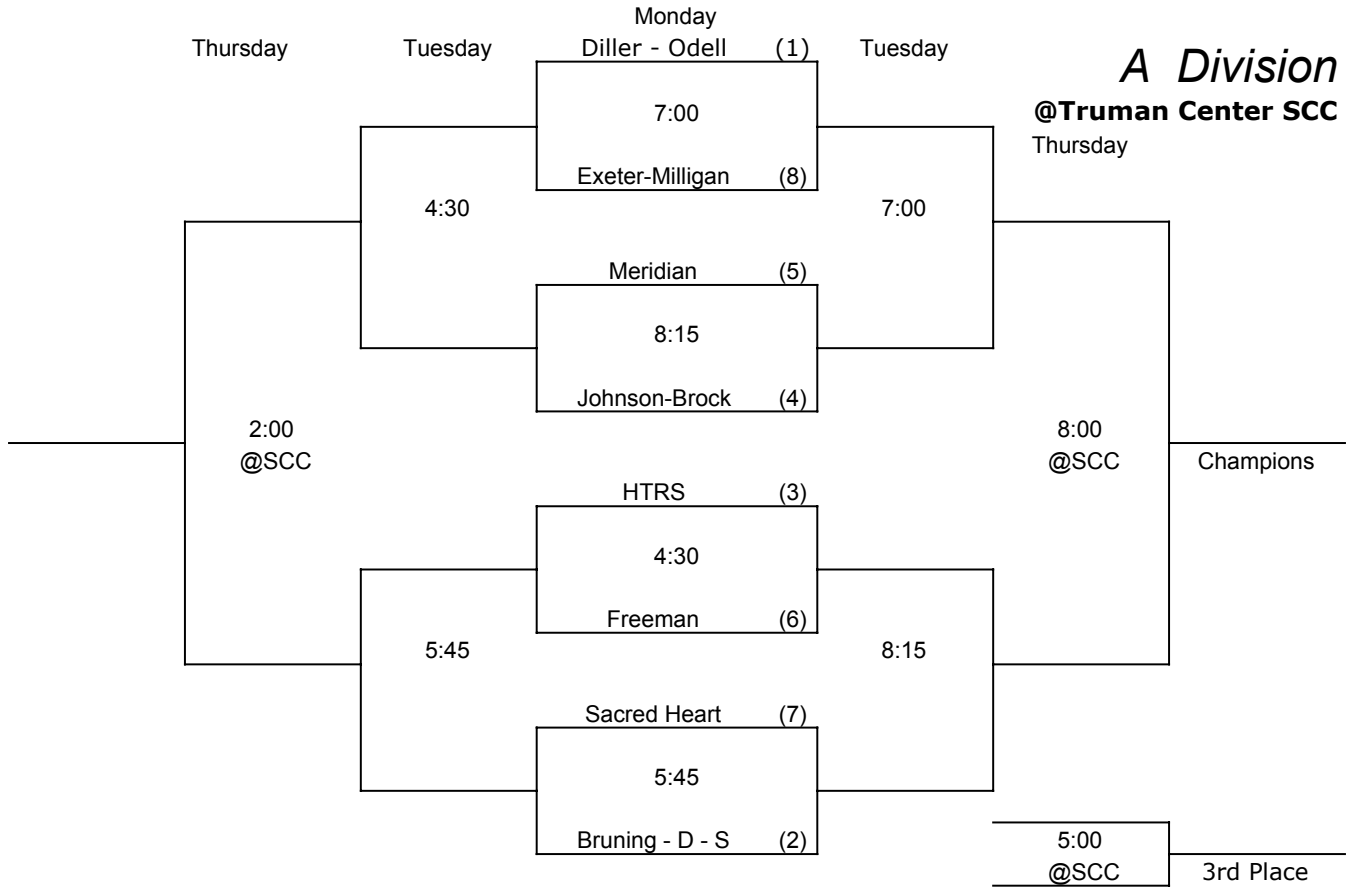 Monday
Thursday Tuesday Diller - Odell (1) Tuesday
A Division
@Truman Center SCC
Thursday
7:00
Exeter-Milligan (8)
4:30 7:00
Meridian (5)
8:15
Johnson-Brock (4)
2:00 8:00
@SCC @SCC Champions
HTRS (3)
4:30
Freeman (6)
5:45 8:15
Sacred Heart (7)
5:45
Bruning - D - S (2) 5:00
@SCC 3rd Place